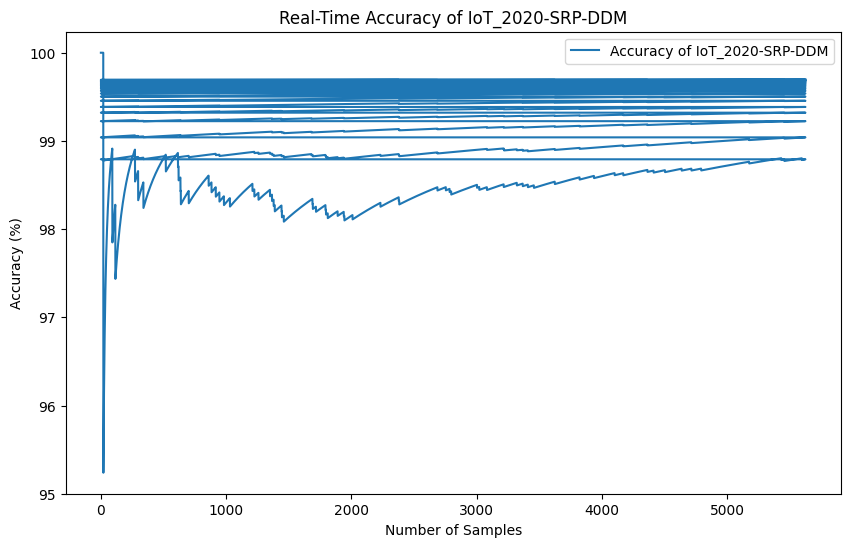 Real-Time Accuracy of IoT_2020-SRP-DDM
Accuracy of IoT_2020-SRP-DDM
100
99
98
97
96
95
Accuracy (%)
0 1000 2000 3000 4000 5000
Number of Samples